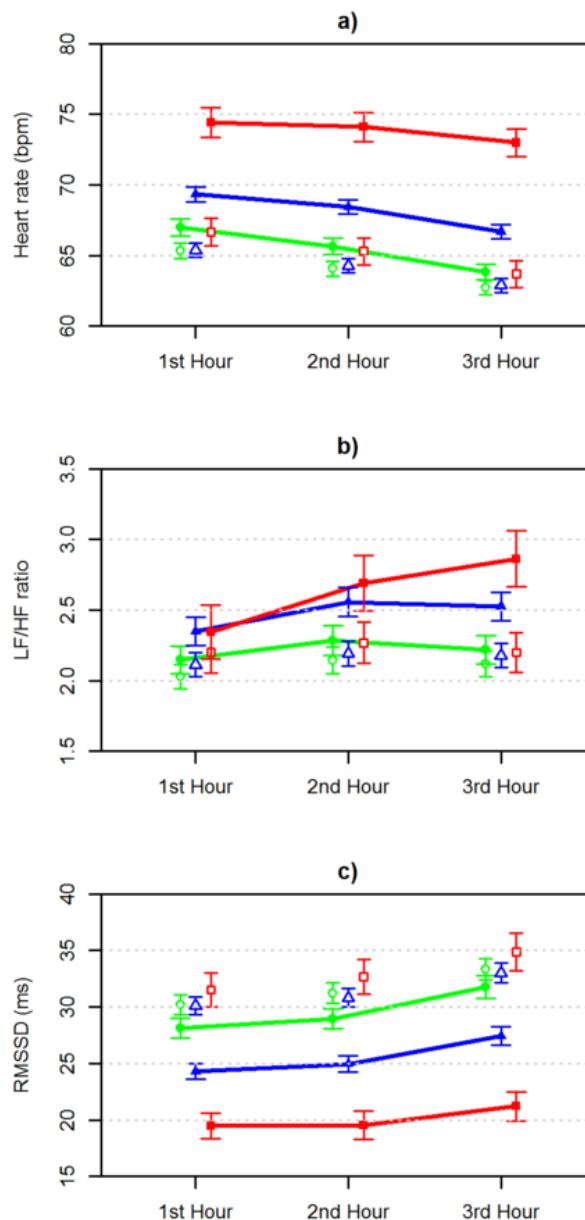 a)
Heart rate (bpm)
80
75
70
65
60
1st Hour 2nd Hour 3rd Hour
b)
LF/HF ratio
3.5
3.0
2.5
2.0
1.5
1st Hour 2nd Hour 3rd Hour
c)
RMSSD (ms)
40
35
30
25
20
15
1st Hour 2nd Hour 3rd Hour